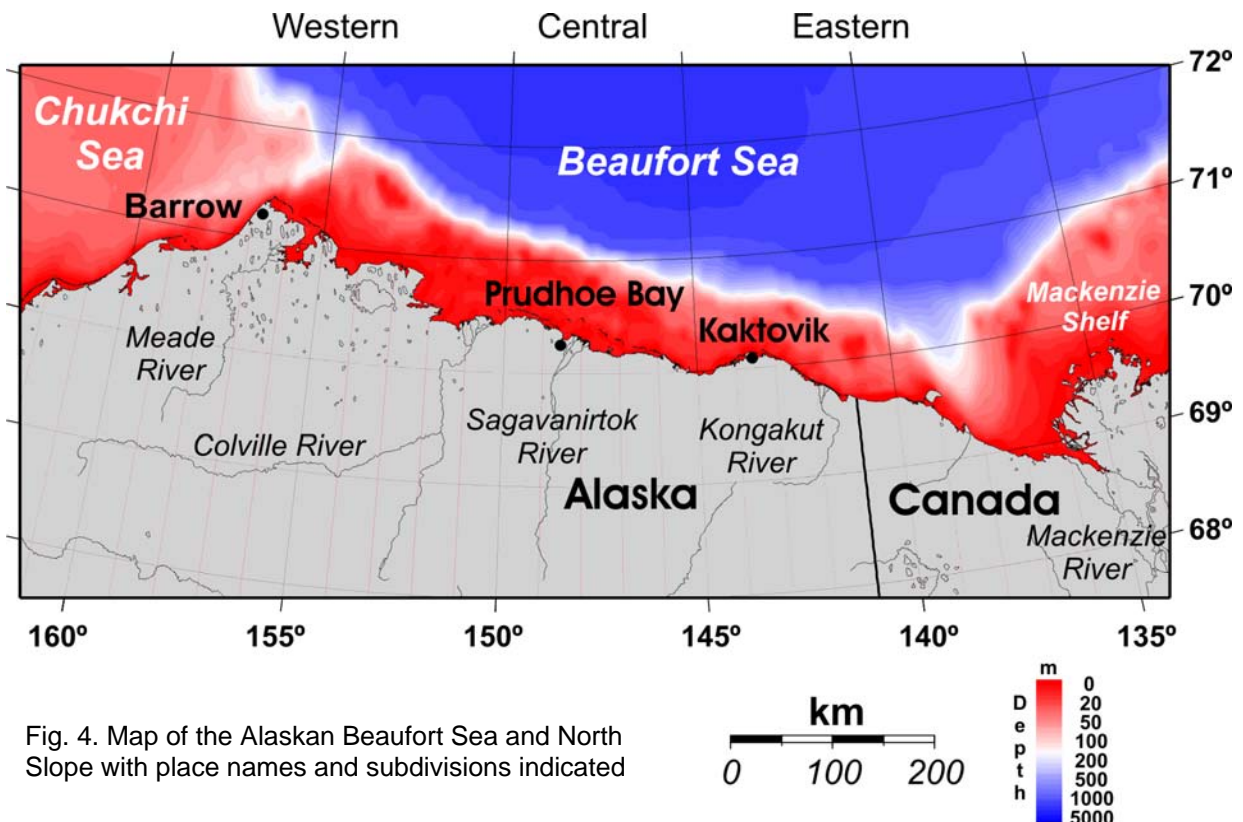 Western Central Eastern
72º
Chukchi
Sea
Beaufort Sea
71º
Barrow
Prudhoe Bay
Mackenzie
Shelf
70º
Kaktovik
Meade
River
69º
Sagavanirtok
River
Kongakut
River
Colville River
Alaska
Canada
68º
Mackenzie
River
160º 155º 150º 145º 140º 135º
Fig. 4. Map of the Alaskan Beaufort Sea and North
Slope with place names and subdivisions indicated
km
0 100 200
m
Depth
0
20
50
100
200
500
1000
5000